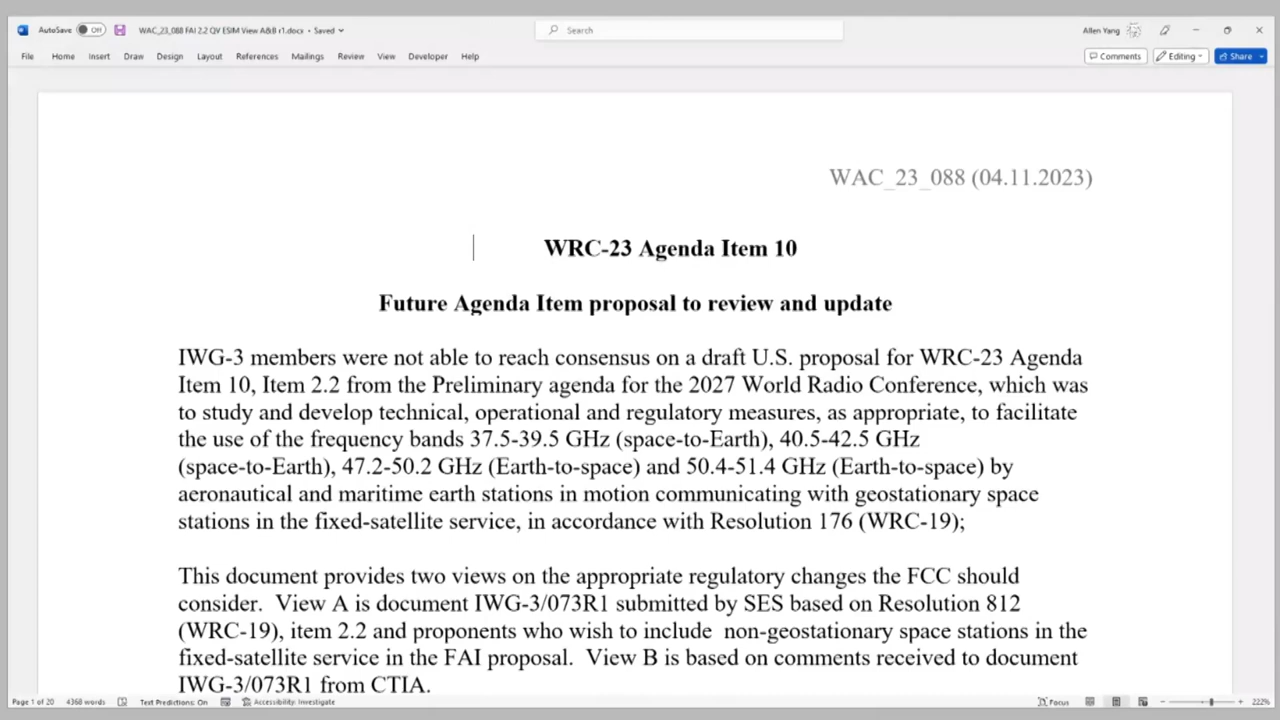 AutoSave Off WAC_23_088 FAI 2.2 QV ESIM View A&B r1.docx • Saved Search Allen Yang
File Home Insert Draw Design Layout References Mailings Review View Developer Help Comments Editing Share
WAC_23_088 (04.11.2023)
WRC-23 Agenda Item 10
Future Agenda Item proposal to review and update
IWG-3 members were not able to reach consensus on a draft U.S. proposal for WRC-23 Agenda
Item 10, Item 2.2 from the Preliminary agenda for the 2027 World Radio Conference, which was
to study and develop technical, operational and regulatory measures, as appropriate, to facilitate
the use of the frequency bands 37.5-39.5 GHz (space-to-Earth), 40.5-42.5 GHz
(space-to-Earth), 47.2-50.2 GHz (Earth-to-space) and 50.4-51.4 GHz (Earth-to-space) by
aeronautical and maritime earth stations in motion communicating with geostationary space
stations in the fixed-satellite service, in accordance with Resolution 176 (WRC-19);
This document provides two views on the appropriate regulatory changes the FCC should
consider.  View A is document IWG-3/073R1 submitted by SES based on Resolution 812
(WRC-19), item 2.2 and proponents who wish to include  non-geostationary space stations in the
fixed-satellite service in the FAI proposal.  View B is based on comments received to document
IWG-3/073R1 from CTIA.
Page 1 of 20 4368 words Text Predictions: On Accessibility: Investigate Focus 222%